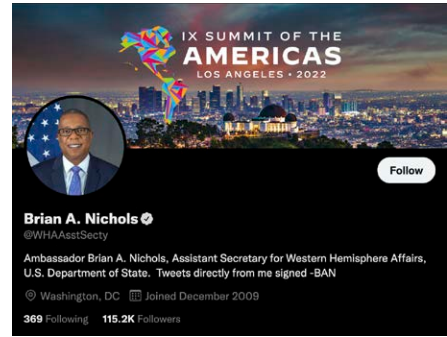 IX SUMMIT OF THE
AMERICAS
LOS ANGELES • 2022
Follow
Brian A. Nichols
@WHAAsstSecty
Ambassador Brian A. Nichols, Assistant Secretary for Western Hemisphere Affairs,
U.S. Department of State. Tweets directly from me signed -BAN
Washington, DC Joined December 2009
369 Following 115.2K Followers